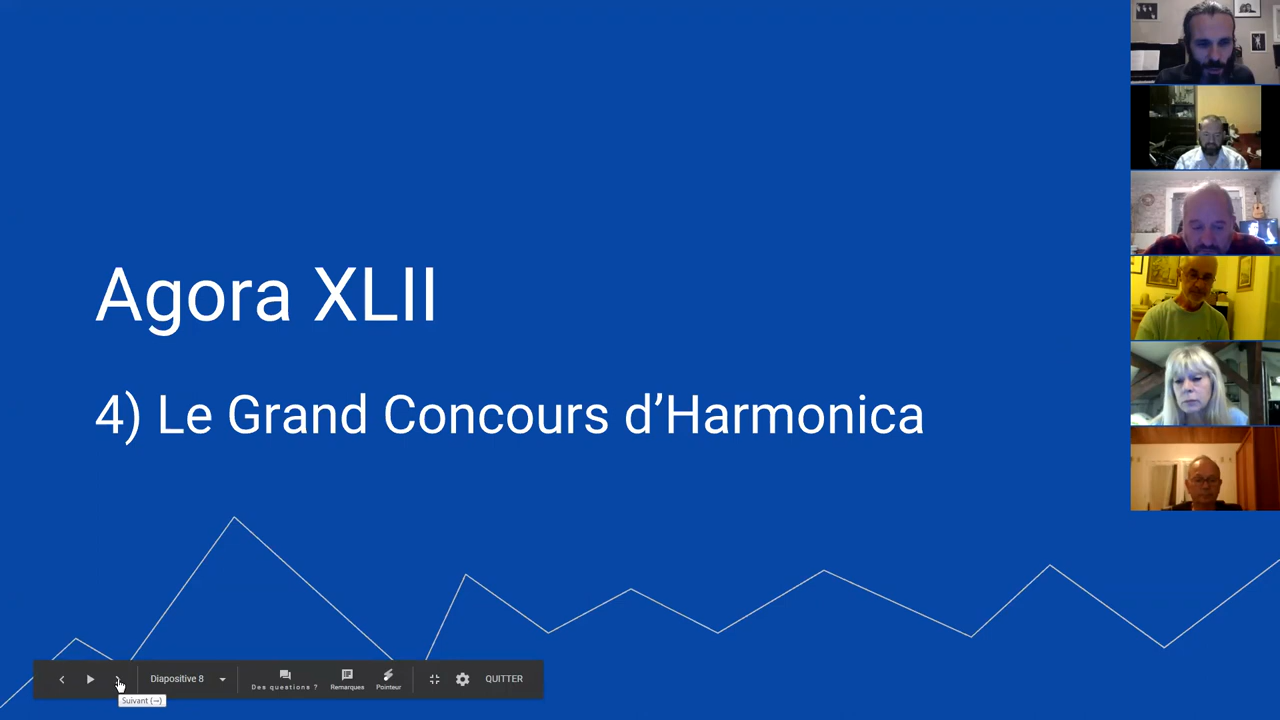 Agora XLII
4) Le Grand Concours d’Harmonica
Diapositive 8
Des questions ?
Remarques
Pointeur
QUITTER
Suivant (→)